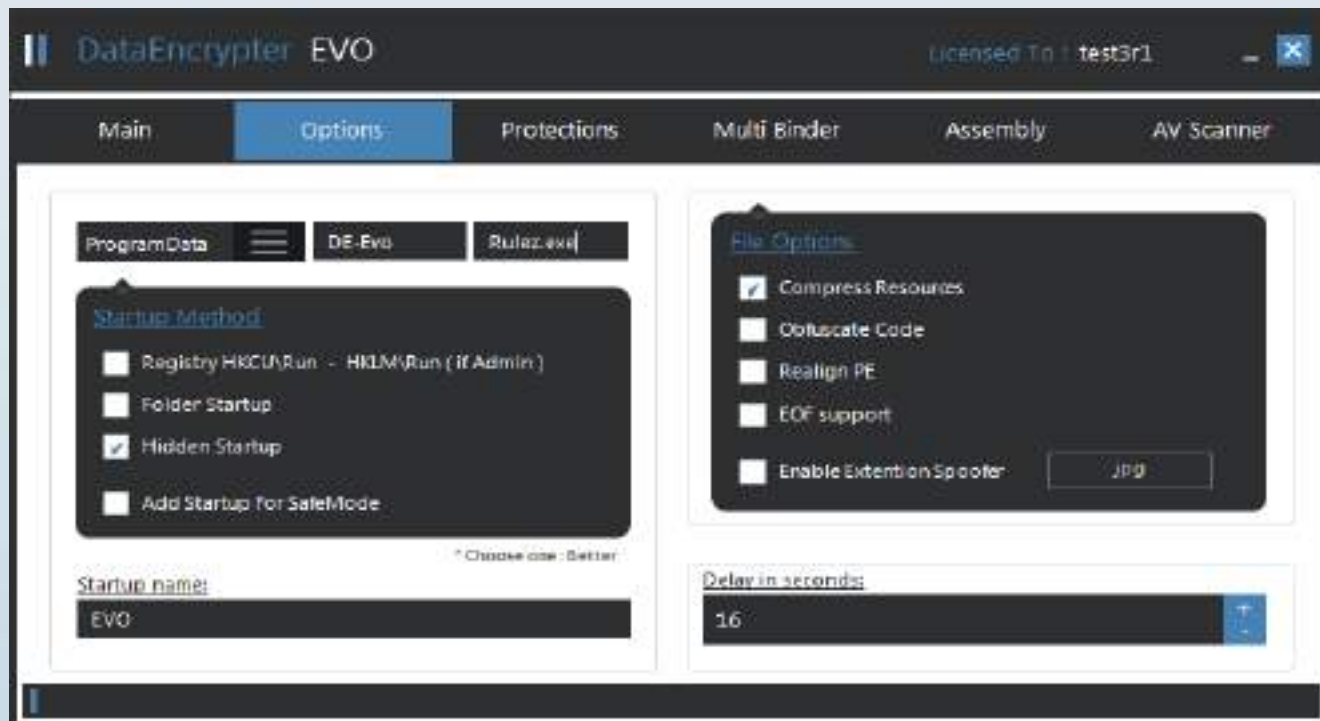 DataEncrypter EVO
Licensed To : test3r1
Main Options Protections Multi Binder Assembly AV Scanner
ProgramData DE-Evo Rulez.exe
Startup Method
Registry HKCU\Run - HKLM\Run ( if Admin )
Folder Startup
Hidden Startup
Add Startup For SafeMode
* Choose one : Better
Startup name:
EVO
File Options
Compress Resources
Obfuscate Code
Realign PE
EOF support
Enable Extention Spoofer .jpg
Delay in seconds:
16
+
-